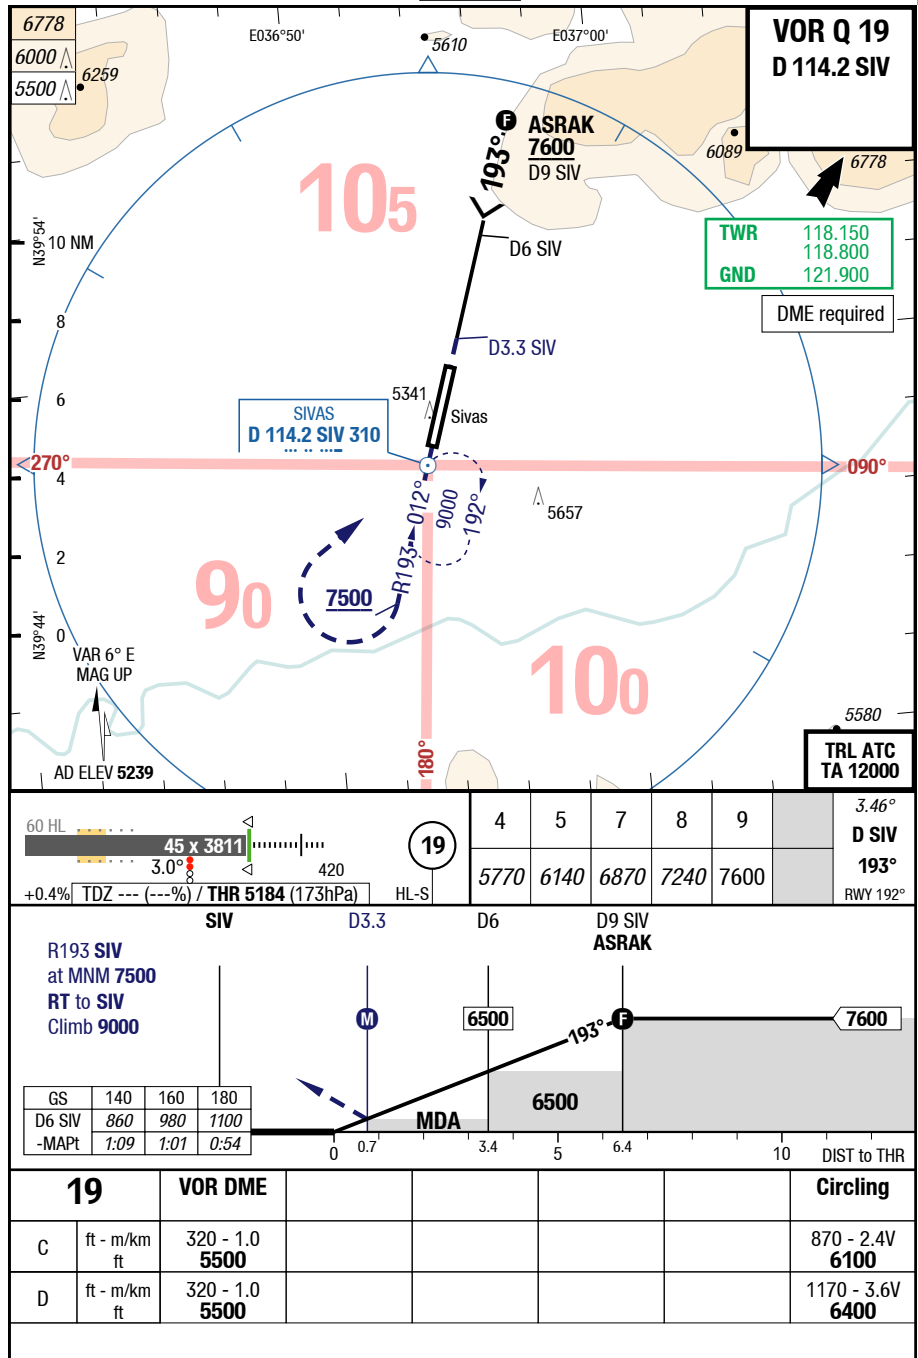 6778
6000
5500
6259
E036°50'
5610
E037°00'
VOR Q 19
D 114.2 SIV
F ASRAK
7600
D9 SIV
193°
6089
6778
105
TWR 118.150
118.800
GND 121.900
DME required
N39°54'
10 NM
D6 SIV
8
D3.3 SIV
6
5341
Sivas
SIVAS
D 114.2 SIV 310
270°
090°
4
012°
9000
192°
5657
2
R193
7500
90
N39°44'
0
VAR 6° E
MAG UP
100
5580
180°
AD ELEV 5239
TRL ATC
TA 12000
60 HL
45 x 3811
3.0°
420
+0.4% TDZ --- (---%) / THR 5184 (173hPa) HL-S
19
4 5 7 8 9
5770 6140 6870 7240 7600
3.46°
D SIV
193°
RWY 192°
SIV D3.3 D6 D9 SIV
ASRAK
R193 SIV
at MNM 7500
RT to SIV
Climb 9000
M 6500 193° F 7600
6500
MDA
GS 140 160 180
D6 SIV 860 980 1100
-MAPt 1:09 1:01 0:54
0 0.7 3.4 5 6.4 10 DIST to THR
19 VOR DME Circling
C ft - m/km 320 - 1.0 870 - 2.4V
ft 5500 6100
D ft - m/km 320 - 1.0 1170 - 3.6V
ft 5500 6400